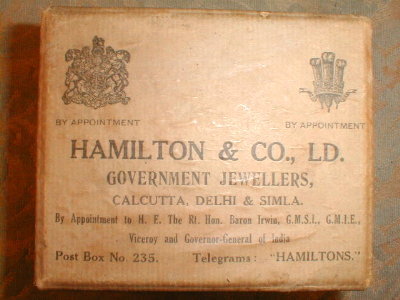 BY APPOINTMENT BY APPOINTMENT
HAMILTON & CO., LD.
GOVERNMENT JEWELLERS,
CALCUTTA, DELHI & SIMLA.
By Appointment to H. E. The Rt. Hon. Baron Irwin, G.M.S.I., G.M.I.E.,
Viceroy and Governor-General of India
Post Box No. 235. Telegrams: "HAMILTONS."